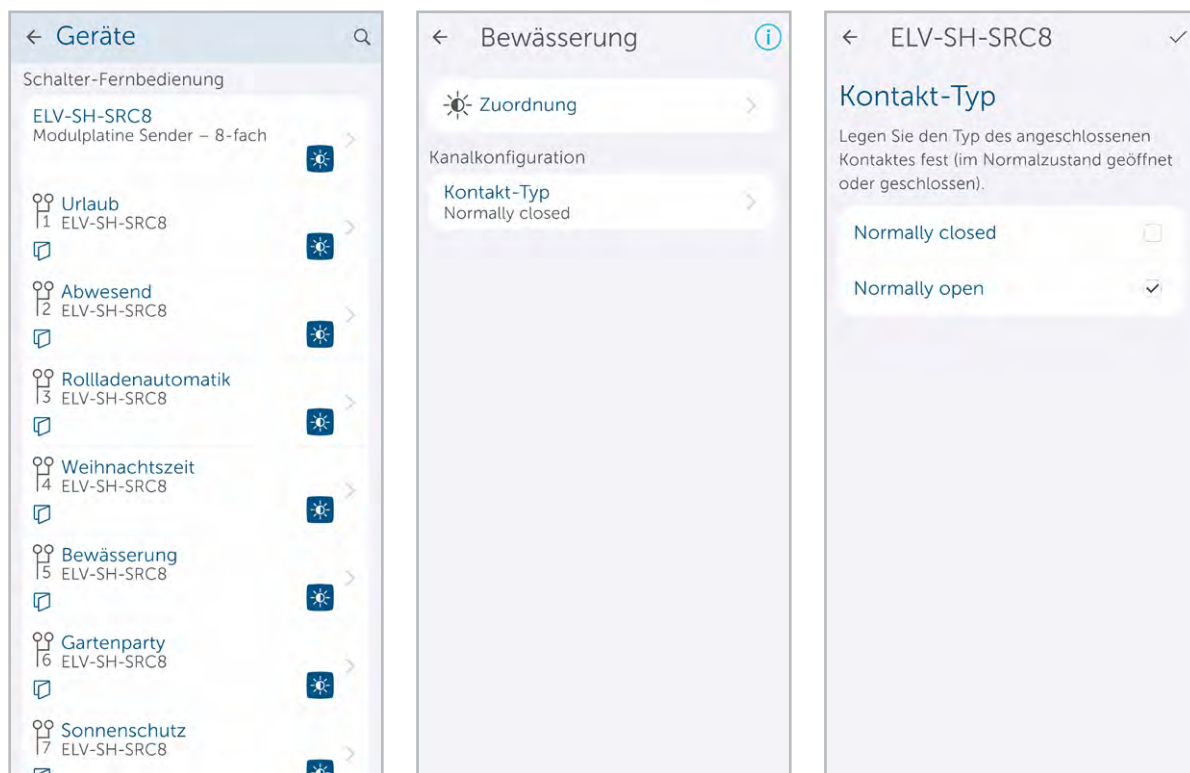 Geräte
Schalter-Fernbedienung
ELV-SH-SRC8
Modulplatine Sender – 8-fach
Urlaub
1 ELV-SH-SRC8
Abwesend
2 ELV-SH-SRC8
Rollladenautomatik
3 ELV-SH-SRC8
Weihnachtszeit
4 ELV-SH-SRC8
Bewässerung
5 ELV-SH-SRC8
Gartenparty
6 ELV-SH-SRC8
Sonnenschutz
7 ELV-SH-SRC8
Bewässerung
i
Zuordnung
Kanalkonfiguration
Kontakt-Typ
Normally closed
ELV-SH-SRC8
Kontakt-Typ
Legen Sie den Typ des angeschlossenen
Kontaktes fest (im Normalzustand geöffnet
oder geschlossen).
Normally closed
Normally open